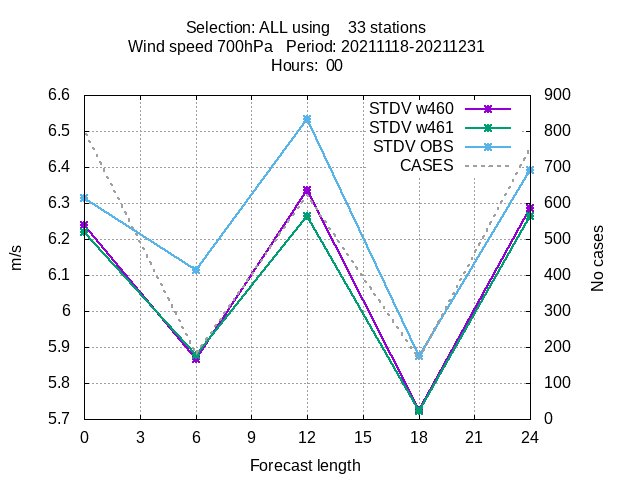 Selection: ALL using 33 stations
Wind speed 700hPa Period: 20211118-20211231
Hours: 00
6.6
6.5
6.4
6.3
6.2
6.1
6
5.9
5.8
5.7
m/s
STDV w460
STDV w461
STDV OBS
CASES
900
800
700
600
500
400
300
200
100
0
No cases
0 3 6 9 12 15 18 21 24
Forecast length